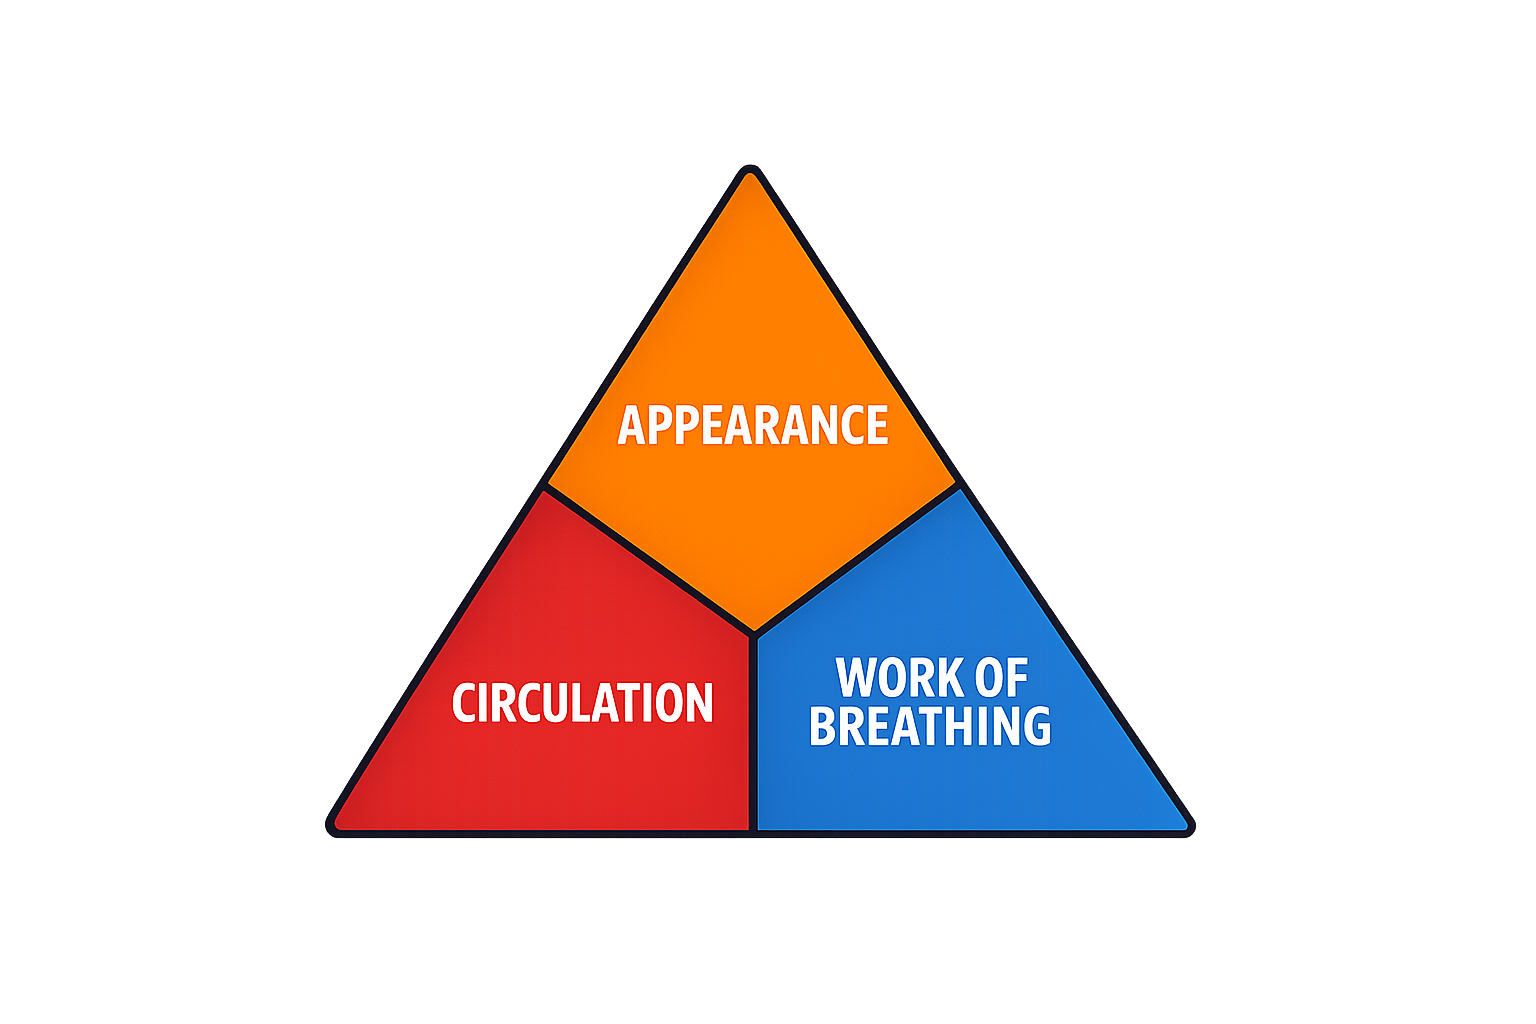 APPEARANCE
CIRCULATION
WORK OF
BREATHING